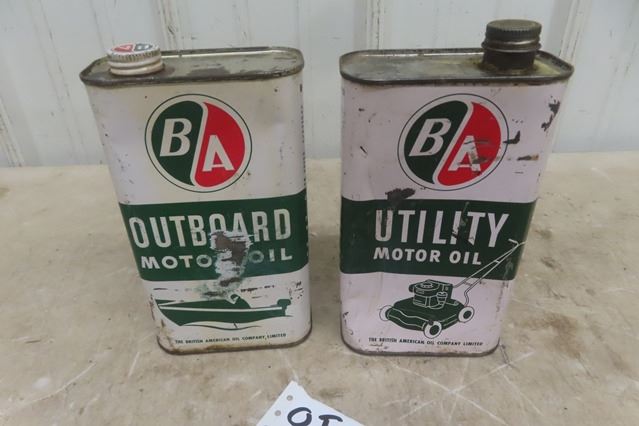 BA
OUTBOARD
MOTOR OIL
THE BRITISH AMERICAN OIL COMPANY, LIMITED
BA
UTILITY
MOTOR OIL
THE BRITISH AMERICAN OIL COMPANY LIMITED